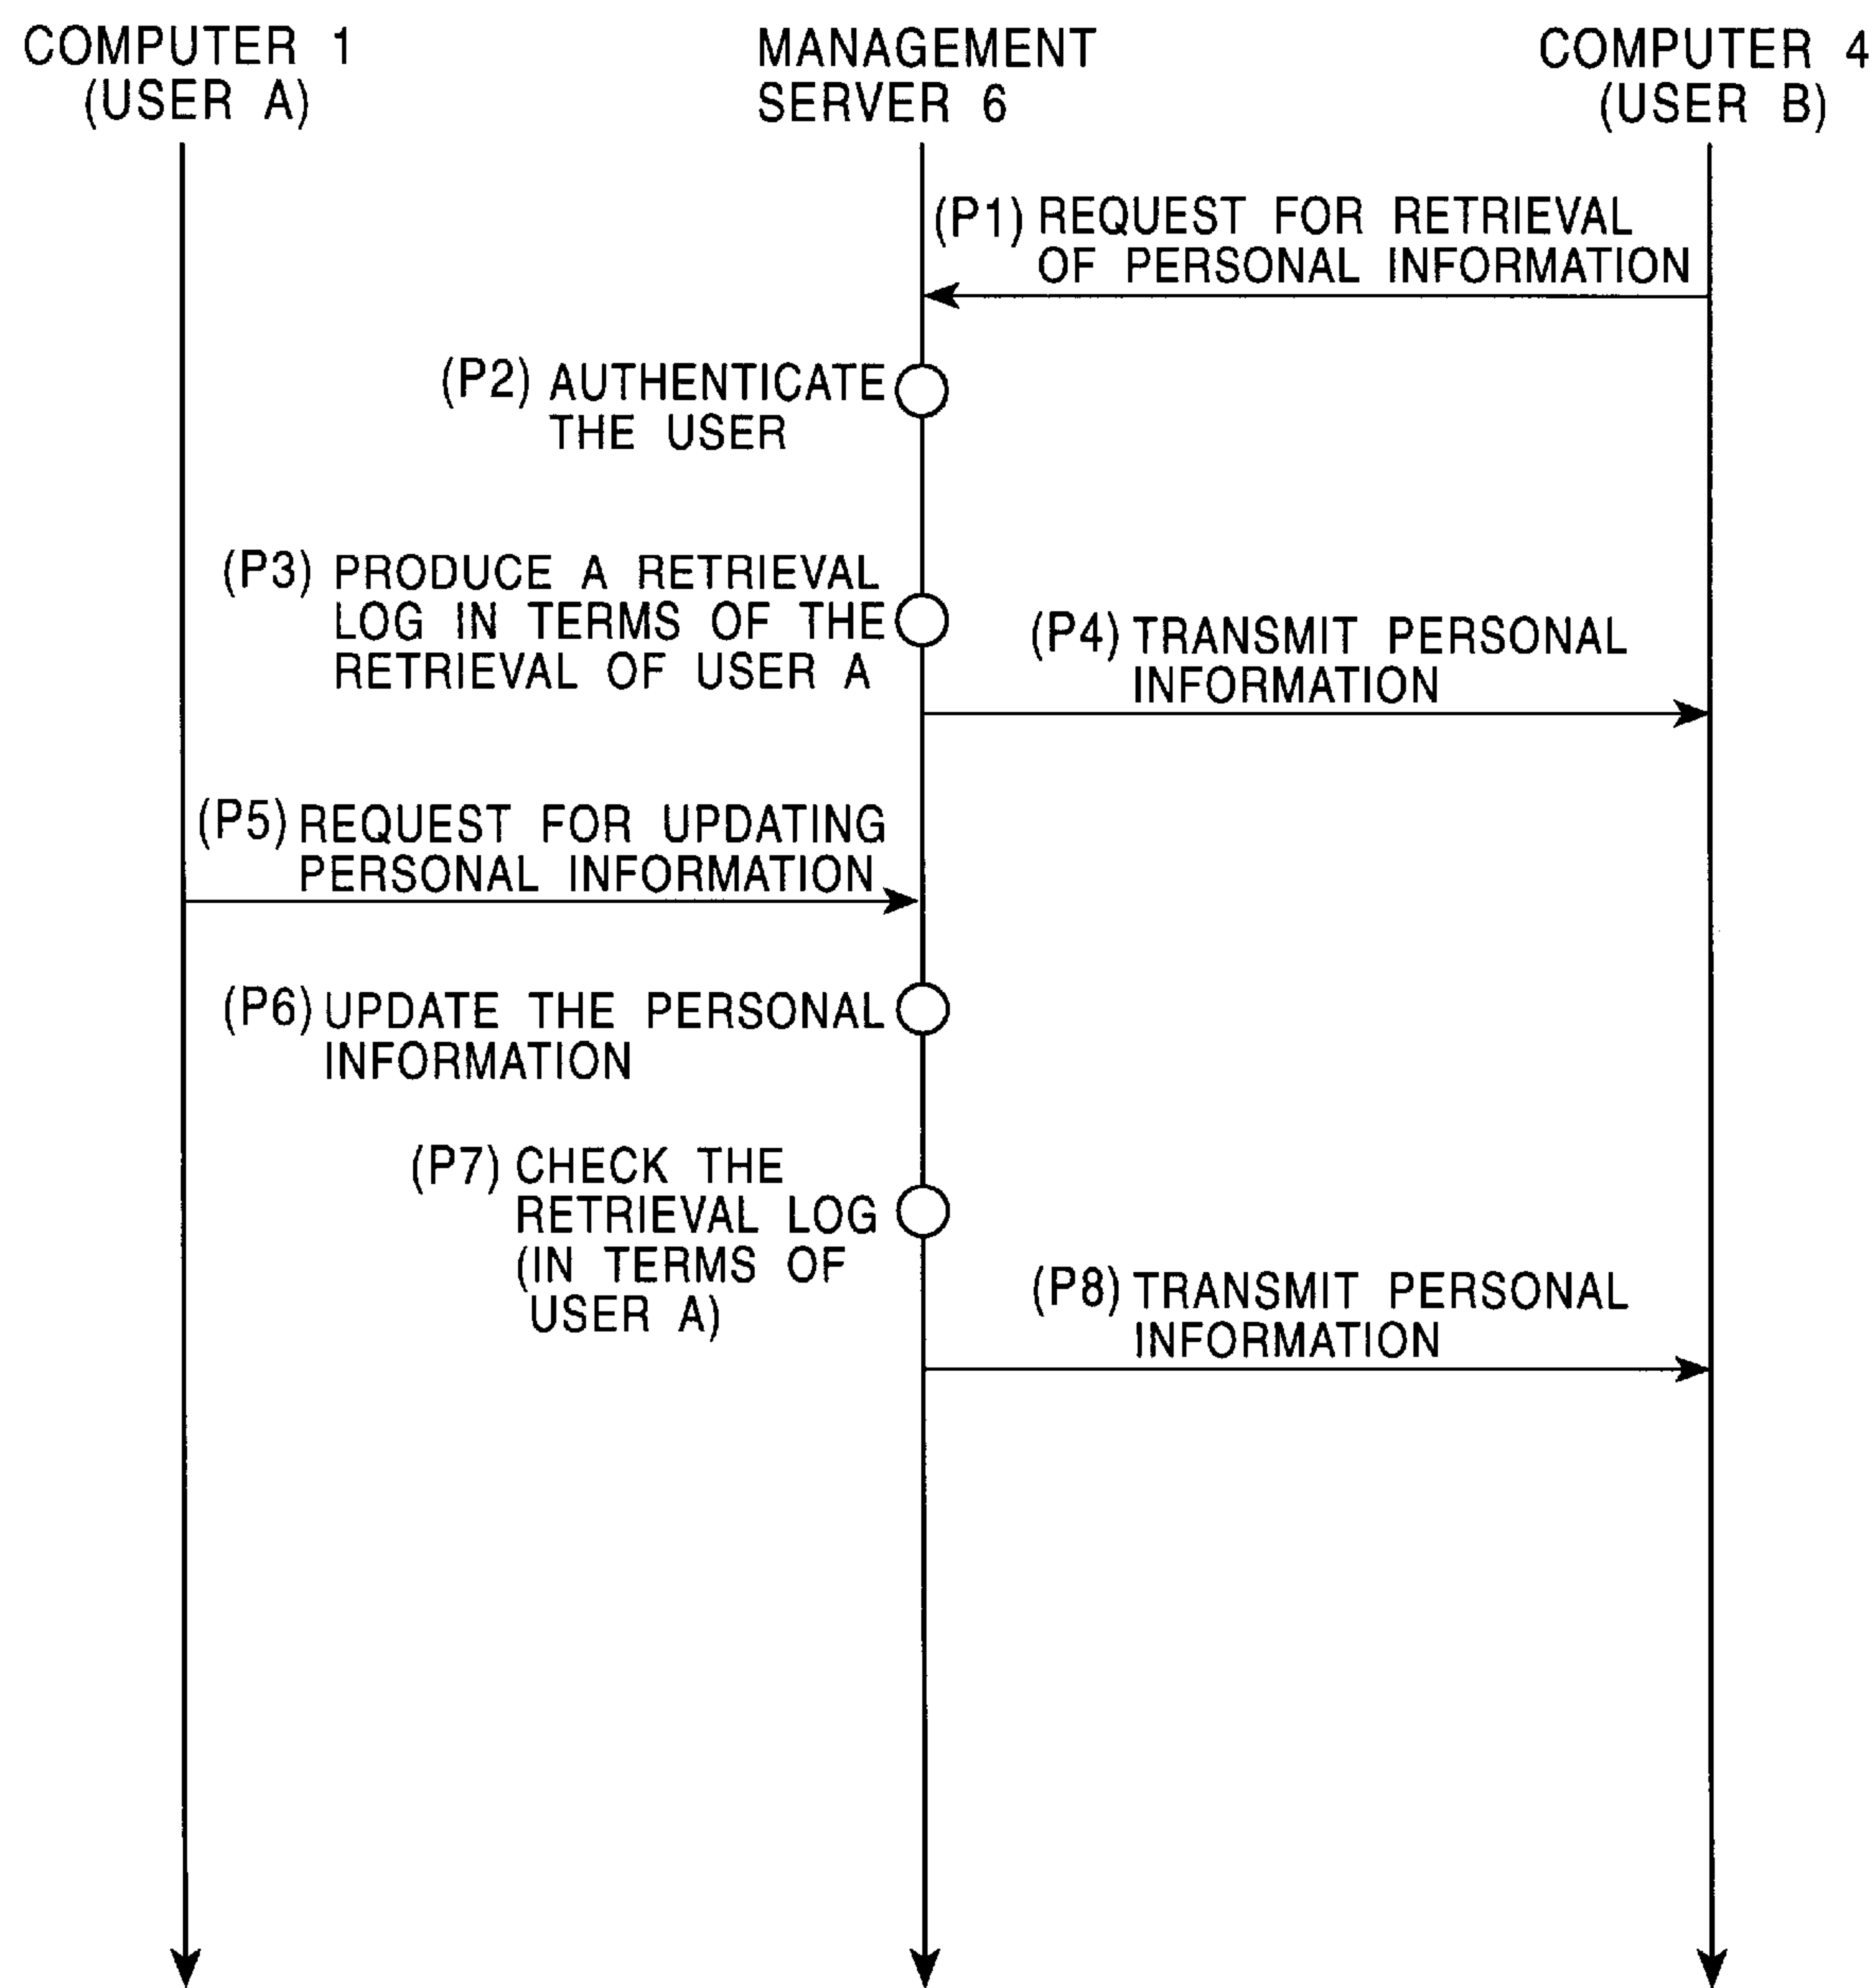 COMPUTER 1
(USER A)
MANAGEMENT
SERVER 6
COMPUTER 4
(USER B)
(P1) REQUEST FOR RETRIEVAL
OF PERSONAL INFORMATION
(P2) AUTHENTICATE
THE USER
(P3) PRODUCE A RETRIEVAL
LOG IN TERMS OF THE
RETRIEVAL OF USER A
(P4) TRANSMIT PERSONAL
INFORMATION
(P5) REQUEST FOR UPDATING
PERSONAL INFORMATION
(P6) UPDATE THE PERSONAL
INFORMATION
(P7) CHECK THE
RETRIEVAL LOG
(IN TERMS OF
USER A)
(P8) TRANSMIT PERSONAL
INFORMATION